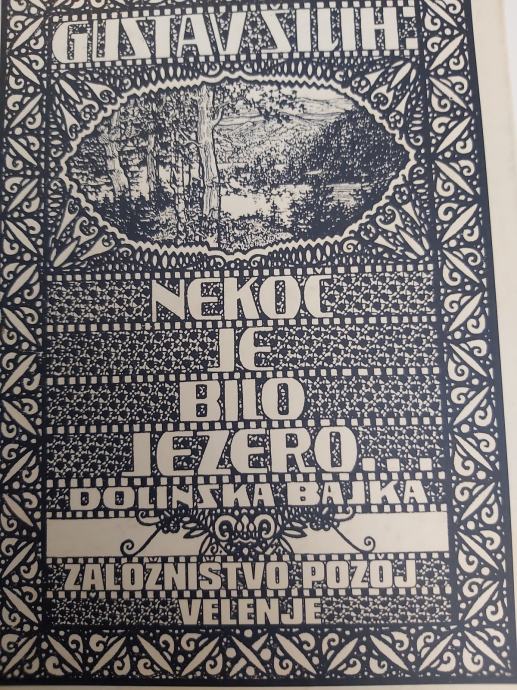 GUSTAV ŠILIH:
NEKOČ
JE
BILO
JEZERO...
DOLINSKA BAJKA
ZALOŽNIŠTVO POZOJ
VELENJE